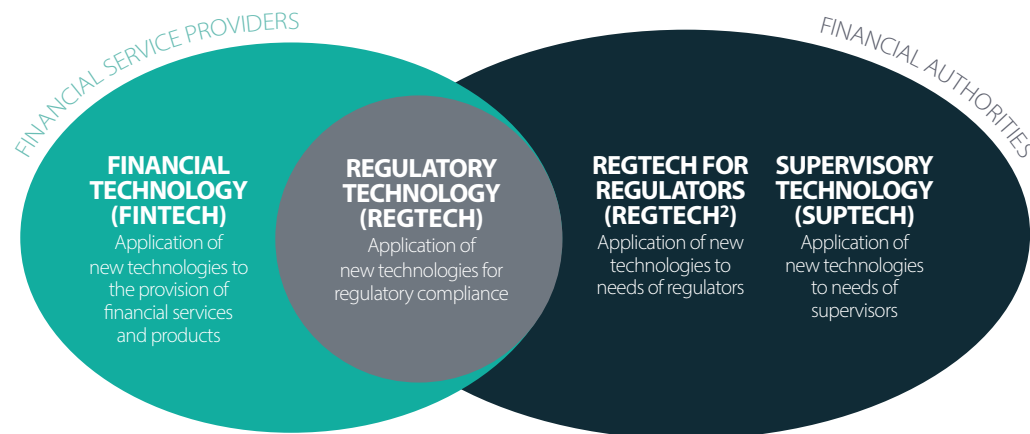 FINANCIAL SERVICE PROVIDERS
FINANCIAL AUTHORITIES
FINANCIAL
TECHNOLOGY
(FINTECH)
Application of
new technologies to
the provision of
financial services
and products
REGULATORY
TECHNOLOGY
(REGTECH)
Application of
new technologies for
regulatory compliance
REGTECH FOR
REGULATORS
(REGTECH²)
Application of new
technologies to
needs of regulators
SUPERVISORY
TECHNOLOGY
(SUPTECH)
Application of
new technologies
to needs of
supervisors